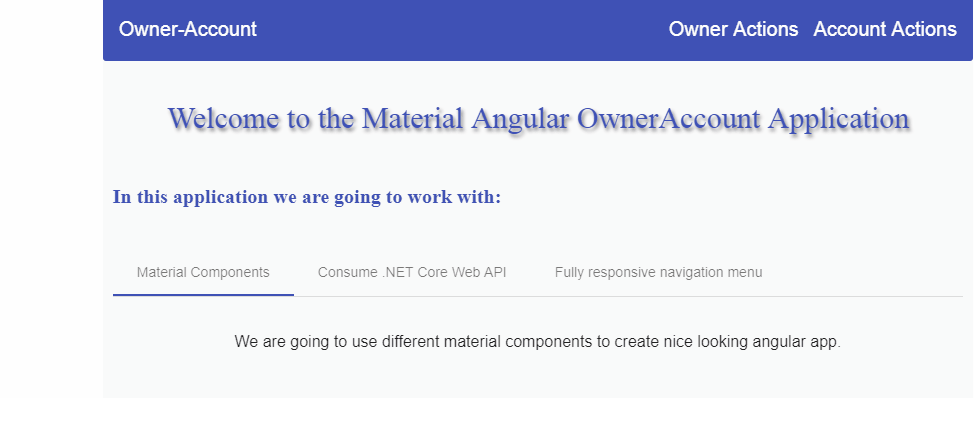 Owner-Account Owner Actions Account Actions
Welcome to the Material Angular OwnerAccount Application
In this application we are going to work with:
Material Components Consume .NET Core Web API Fully responsive navigation menu
We are going to use different material components to create nice looking angular app.